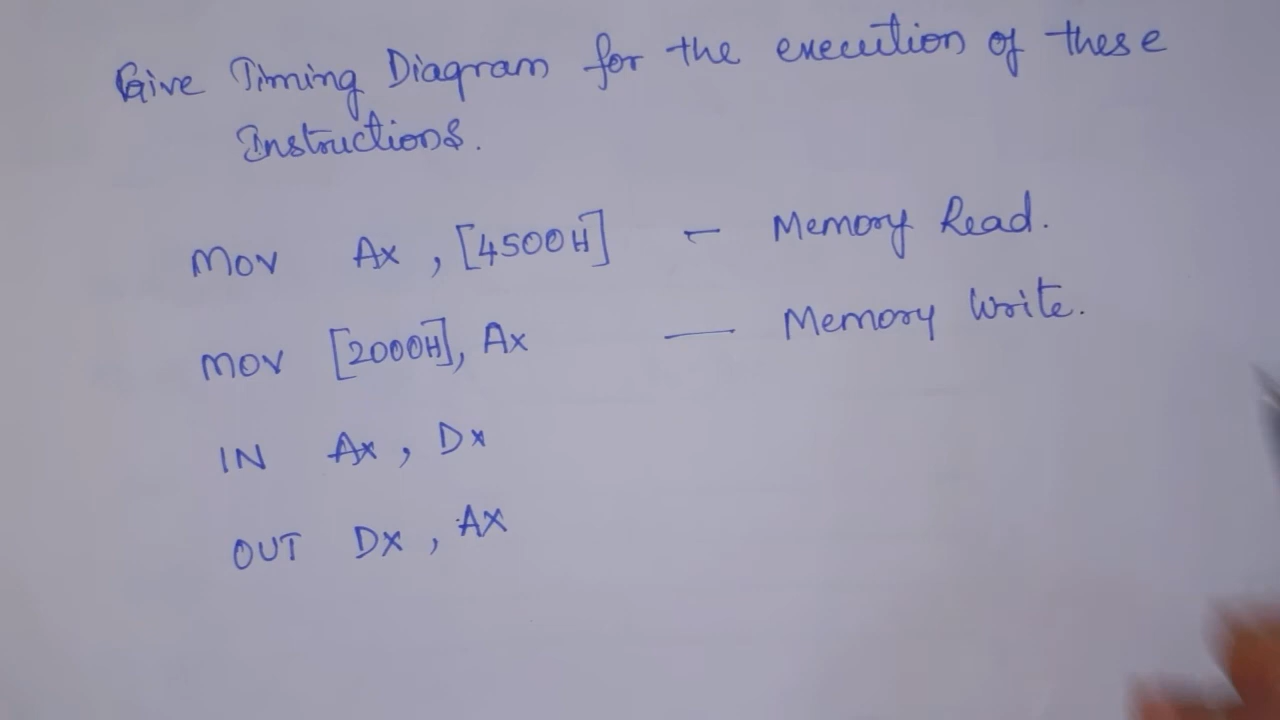 Give Timing Diagram for the execution of these
Instructions.
MOV AX, [4500H] - Memory Read.
MOV [2000H], AX — Memory Write.
IN AX, DX
OUT DX, AX